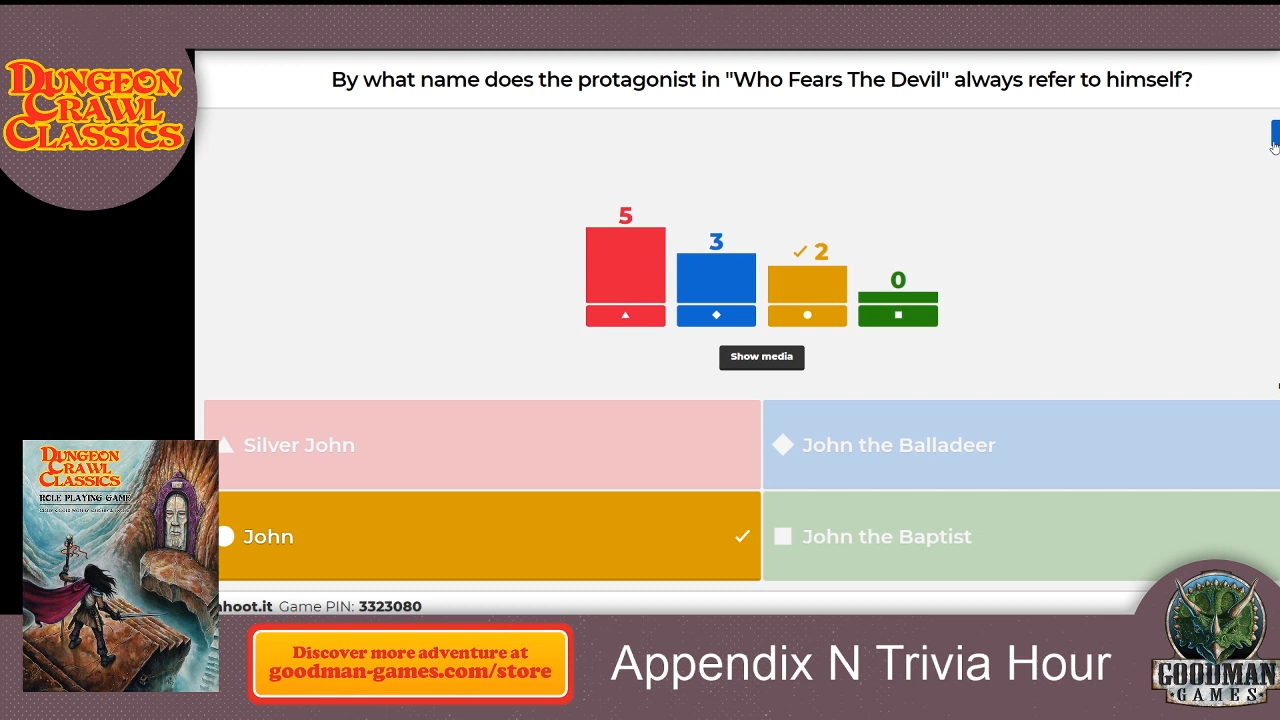 By what name does the protagonist in "Who Fears The Devil" always refer to himself?
DUNGEON
CRAWL
CLASSICS
5
3
2
0
Show media
Silver John
John the Balladeer
John
John the Baptist
DUNGEON
CRAWL
CLASSICS
ROLE PLAYING GAME
hoot.it Game PIN: 3323080
Discover more adventure at
goodman-games.com/store
Appendix N Trivia Hour
GOODMAN
GAMES